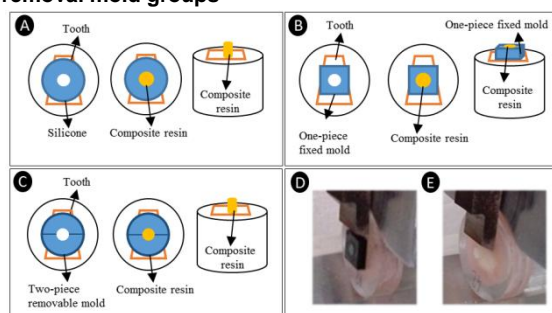 removal mold groups
A
Tooth
Silicone
Composite resin
Composite
resin
B
Tooth
One-piece fixed mold
One-piece
fixed mold
Composite resin
Composite
resin
C
Tooth
Two-piece
removable mold
Composite resin
Composite
resin
D
E